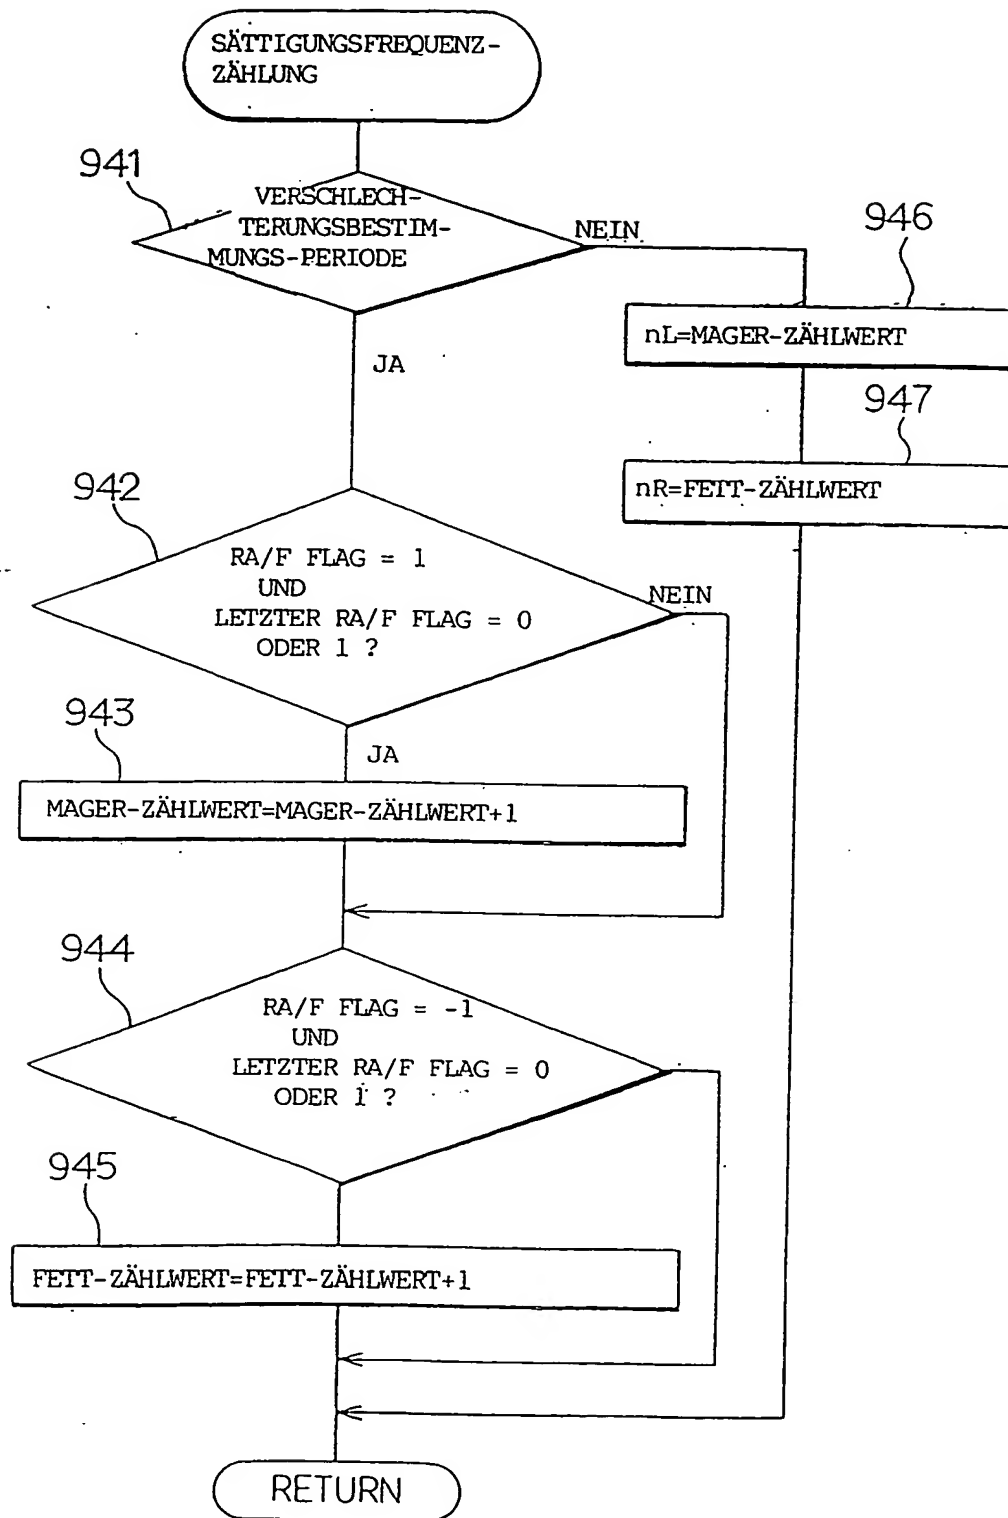 SÄTTIGUNGSFREQUENZ-
ZÄHLUNG
941
VERSCHLECH-
TERUNGSBESTIM-
MUNGS-PERIODE
NEIN
JA
946
nL=MAGER-ZÄHLWERT
947
nR=FETT-ZÄHLWERT
942
RA/F FLAG = 1
UND
LETZTER RA/F FLAG = 0
ODER 1 ?
NEIN
JA
943
MAGER-ZÄHLWERT=MAGER-ZÄHLWERT+1
944
RA/F FLAG = -1
UND
LETZTER RA/F FLAG = 0
ODER 1 ?
945
FETT-ZÄHLWERT=FETT-ZÄHLWERT+1
RETURN